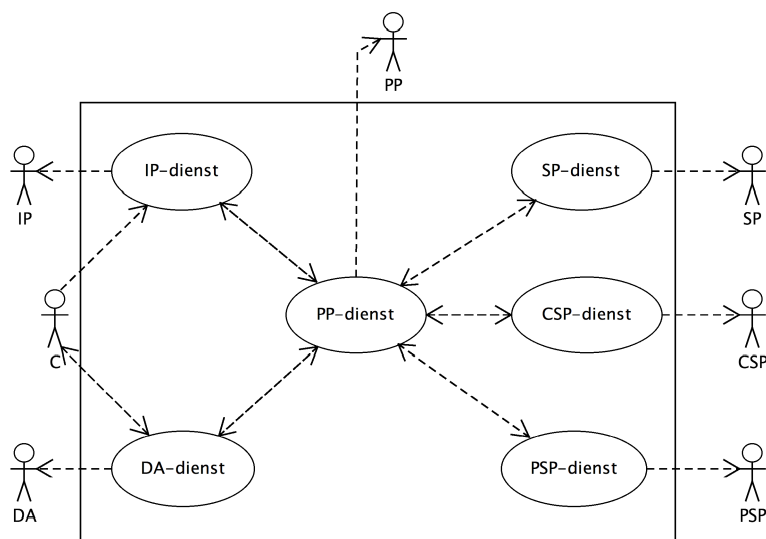 PP
IP-dienst
SP-dienst
IP
SP
PP-dienst
CSP-dienst
C
CSP
DA-dienst
PSP-dienst
DA
PSP